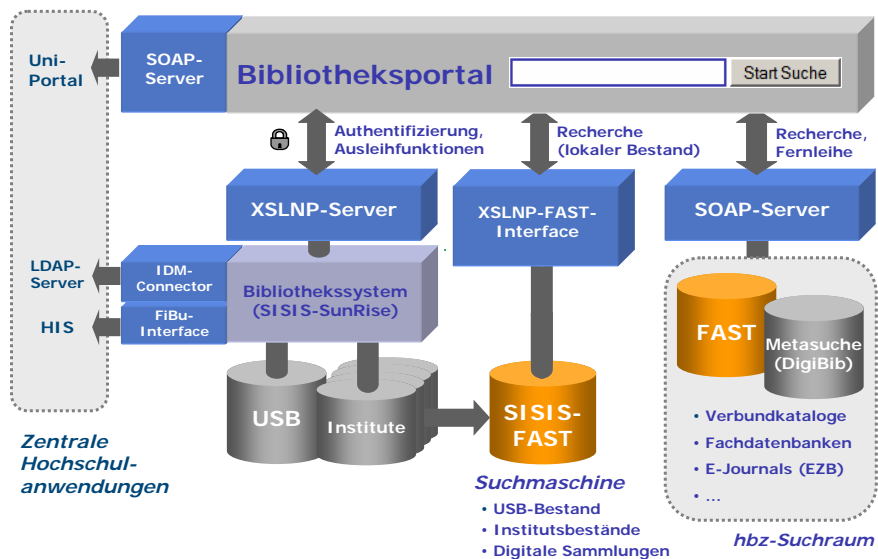 Uni-
Portal
SOAP-
Server
Bibliotheksportal
Start Suche
Authentifizierung,
Ausleihfunktionen
Recherche
(lokaler Bestand)
Recherche,
Fernleihe
XSLNP-Server
XSLNP-FAST-
Interface
SOAP-Server
LDAP-
Server
IDM-
Connector
Bibliothekssystem
(SISIS-SunRise)
HIS
FiBu-
Interface
FAST
Metasuche
(DigiBib)
USB
Institute
SISIS-
FAST
• Verbundkataloge
• Fachdatenbanken
• E-Journals (EZB)
• ...
hbz-Suchraum
Zentrale
Hochschul-
anwendungen
Suchmaschine
• USB-Bestand
• Institutsbestände
• Digitale Sammlungen